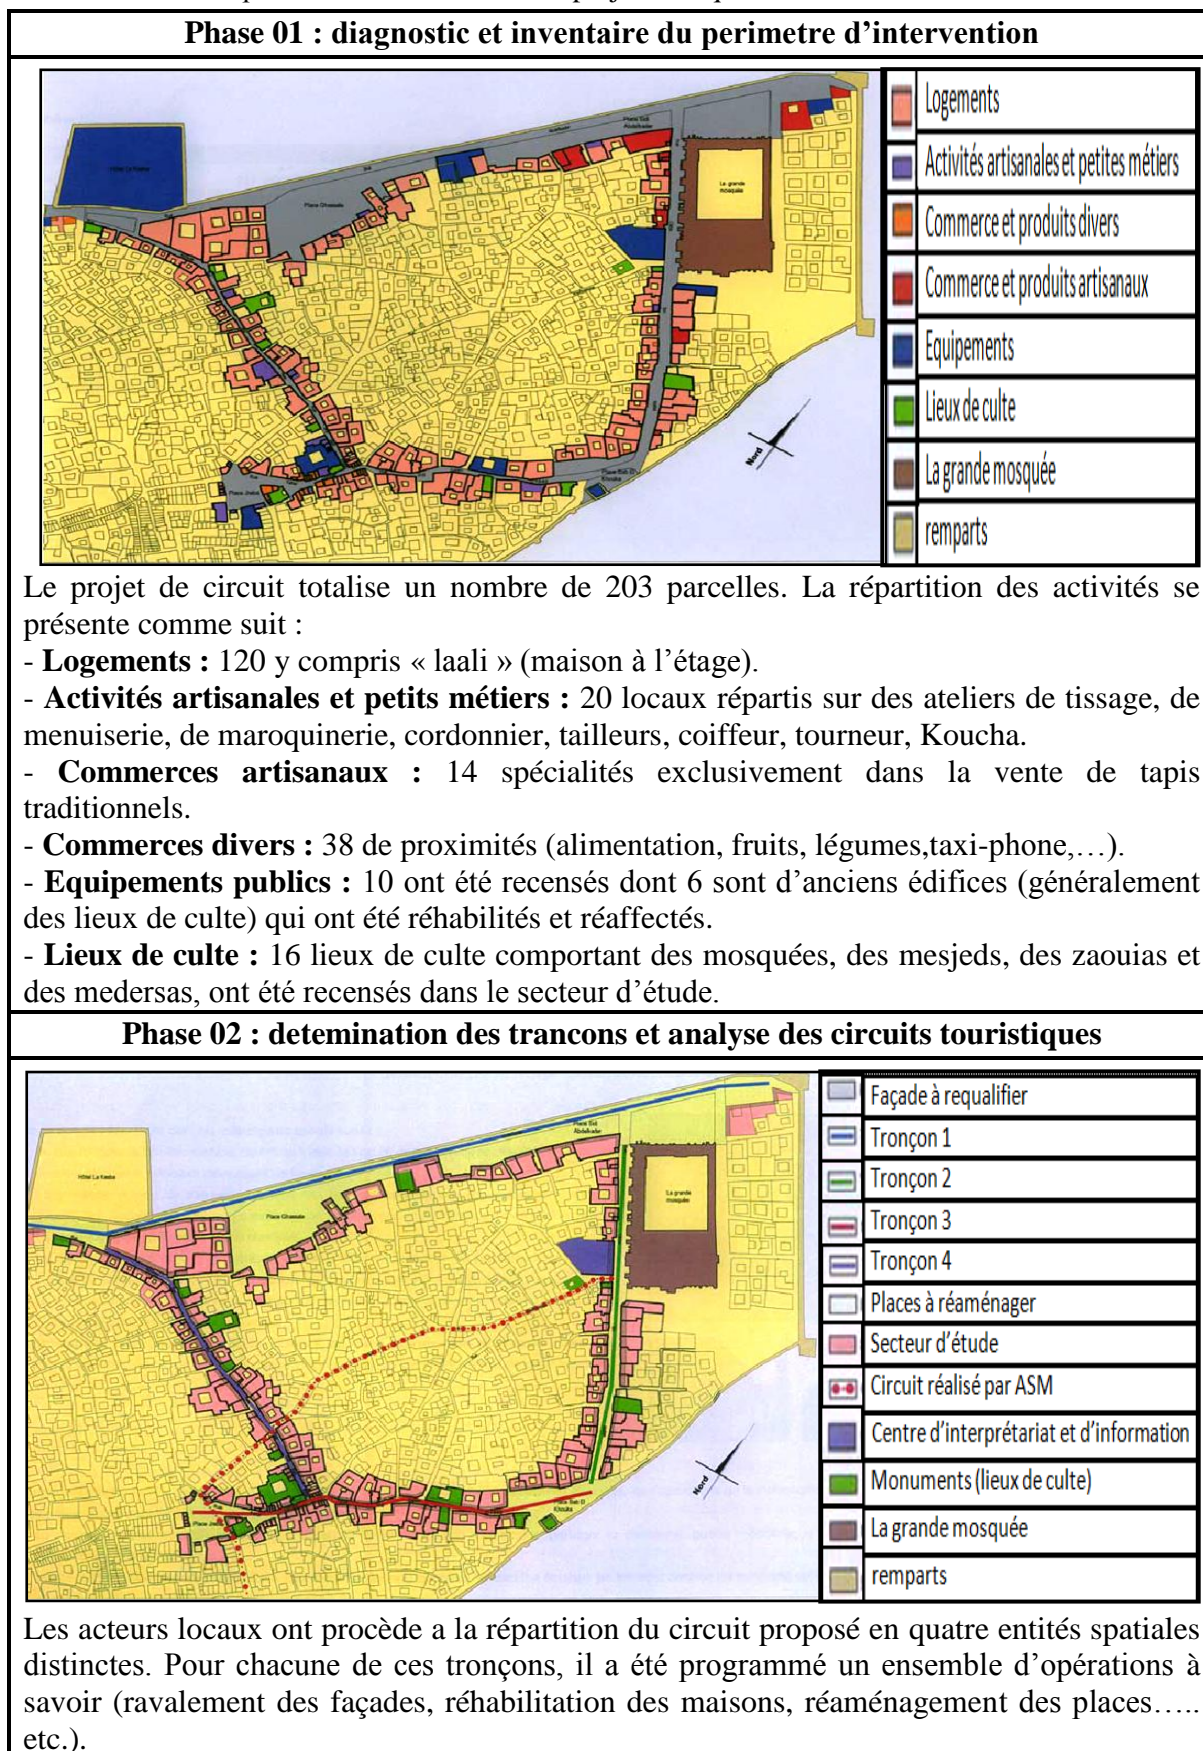 Phase 01 : diagnostic et inventaire du perimetre d’intervention
Logements
Activités artisanales et petites métiers
Commerce et produits divers
Commerce et produits artisanaux
Equipements
Lieux de culte
La grande mosquée
remparts
Place Sidi
Abdelkader
La grande
mosquée
Nord
Le projet de circuit totalise un nombre de 203 parcelles. La répartition des activités se
présente comme suit :
- Logements : 120 y compris « laali » (maison à l’étage).
- Activités artisanales et petits métiers : 20 locaux répartis sur des ateliers de tissage, de
menuiserie, de maroquinerie, cordonnier, tailleurs, coiffeur, tourneur, Koucha.
- Commerces artisanaux : 14 spécialités exclusivement dans la vente de tapis
traditionnels.
- Commerces divers : 38 de proximités (alimentation, fruits, légumes,taxi-phone,…).
- Equipements publics : 10 ont été recensés dont 6 sont d’anciens édifices (généralement
des lieux de culte) qui ont été réhabilités et réaffectés.
- Lieux de culte : 16 lieux de culte comportant des mosquées, des mesjeds, des zaouias et
des medersas, ont été recensés dans le secteur d’étude.
Phase 02 : detemination des trancons et analyse des circuits touristiques
Façade à requalifier
Tronçon 1
Tronçon 2
Tronçon 3
Tronçon 4
Places à réaménager
Secteur d’étude
Circuit réalisé par ASM
Centre d’interprétariat et d’information
Monuments (lieux de culte)
La grande mosquée
remparts
Place Sidi
Abdelkader
Hôtel La Kasba
La grande
mosquée
Nord
Les acteurs locaux ont procède a la répartition du circuit proposé en quatre entités spatiales
distinctes. Pour chacune de ces tronçons, il a été programmé un ensemble d’opérations à
savoir (ravalement des façades, réhabilitation des maisons, réaménagement des places…..
etc.).